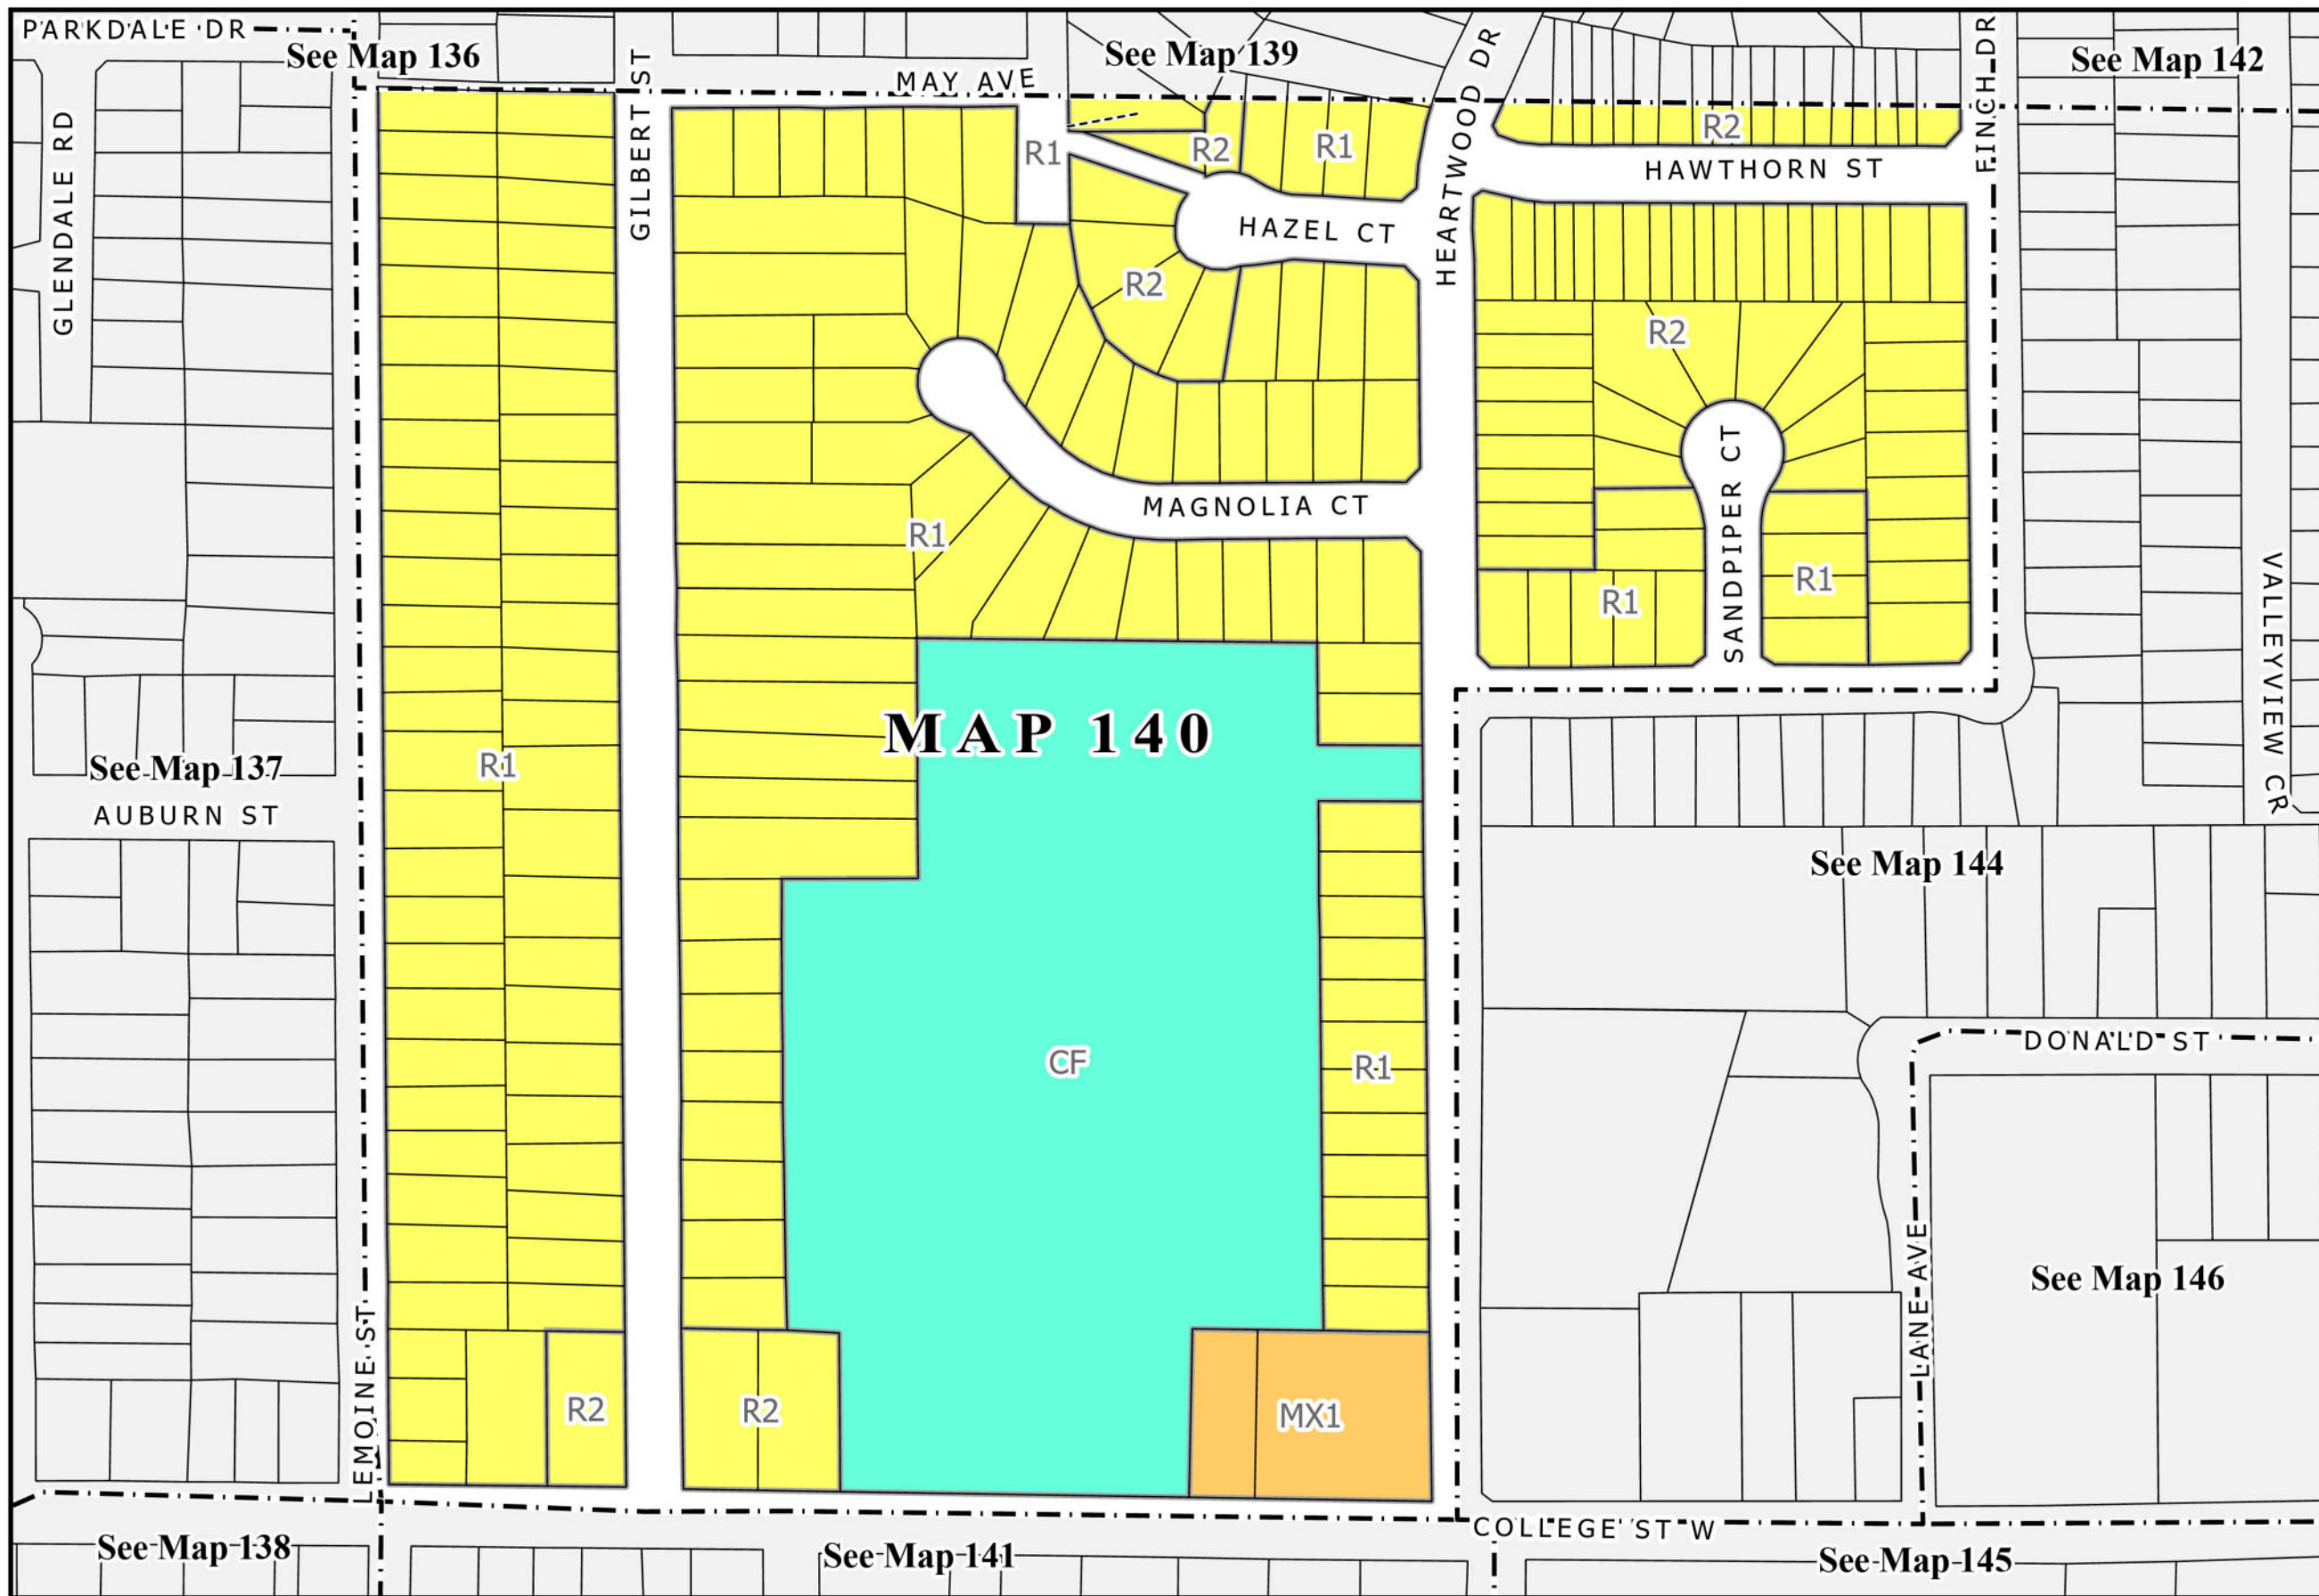 PARKDALE DR
See Map 136
GILBERT ST
MAY AVE
See Map 139
HEARTWOOD DR
FINCH DR
See Map 142
GLENDALE RD
R1
R2
R1
R2
HAWTHORN ST
HAZEL CT
R2
R2
SANDPIPER CT
MAGNOLIA CT
R1
R1
R1
VALLEYVIEW CR
MAP 140
See Map 137
R1
AUBURN ST
See Map 144
DONALD ST
CF
R1
LANE AVE
See Map 146
LEMOINE ST
R2
R2
MX1
COLLEGE ST W
See Map 138
See Map 141
See Map 145